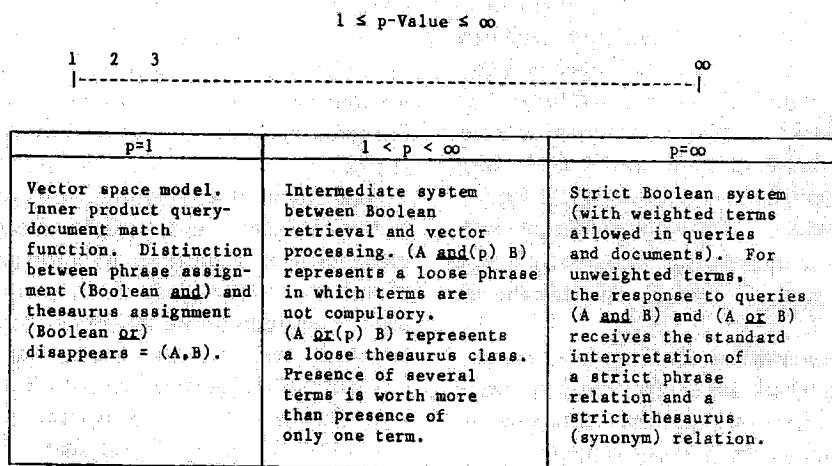 1 ≤ p-Value ≤ ∞
1 2 3 ∞
|-----------------------------------------------------------|
p=1
Vector space model.
Inner product query-
document match
function. Distinction
between phrase assign-
ment (Boolean and) and
thesaurus assignment
(Boolean or)
disappears = (A,B).
1 < p < ∞
Intermediate system
between Boolean
retrieval and vector
processing. (A and(p) B)
represents a loose phrase
in which terms are
not compulsory.
(A or(p) B) represents
a loose thesaurus class.
Presence of several
terms is worth more
than presence of
only one term.
p=∞
Strict Boolean system
(with weighted terms
allowed in queries
and documents). For
unweighted terms,
the response to queries
(A and B) and (A or B)
receives the standard
interpretation of
a strict phrase
relation and a
strict thesaurus
(synonym) relation.